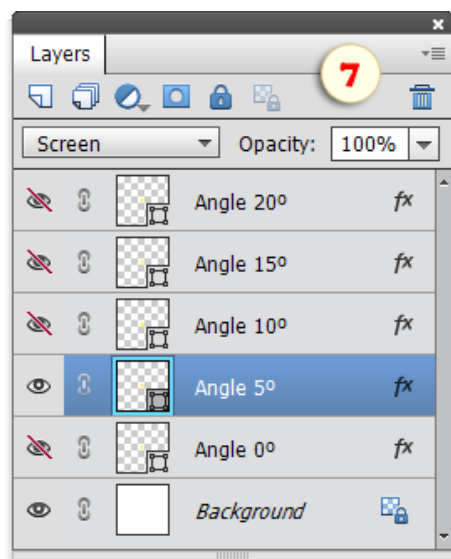 Layers
7
Screen Opacity: 100%
Angle 20º fx
Angle 15º fx
Angle 10º fx
Angle 5º fx
Angle 0º fx
Background